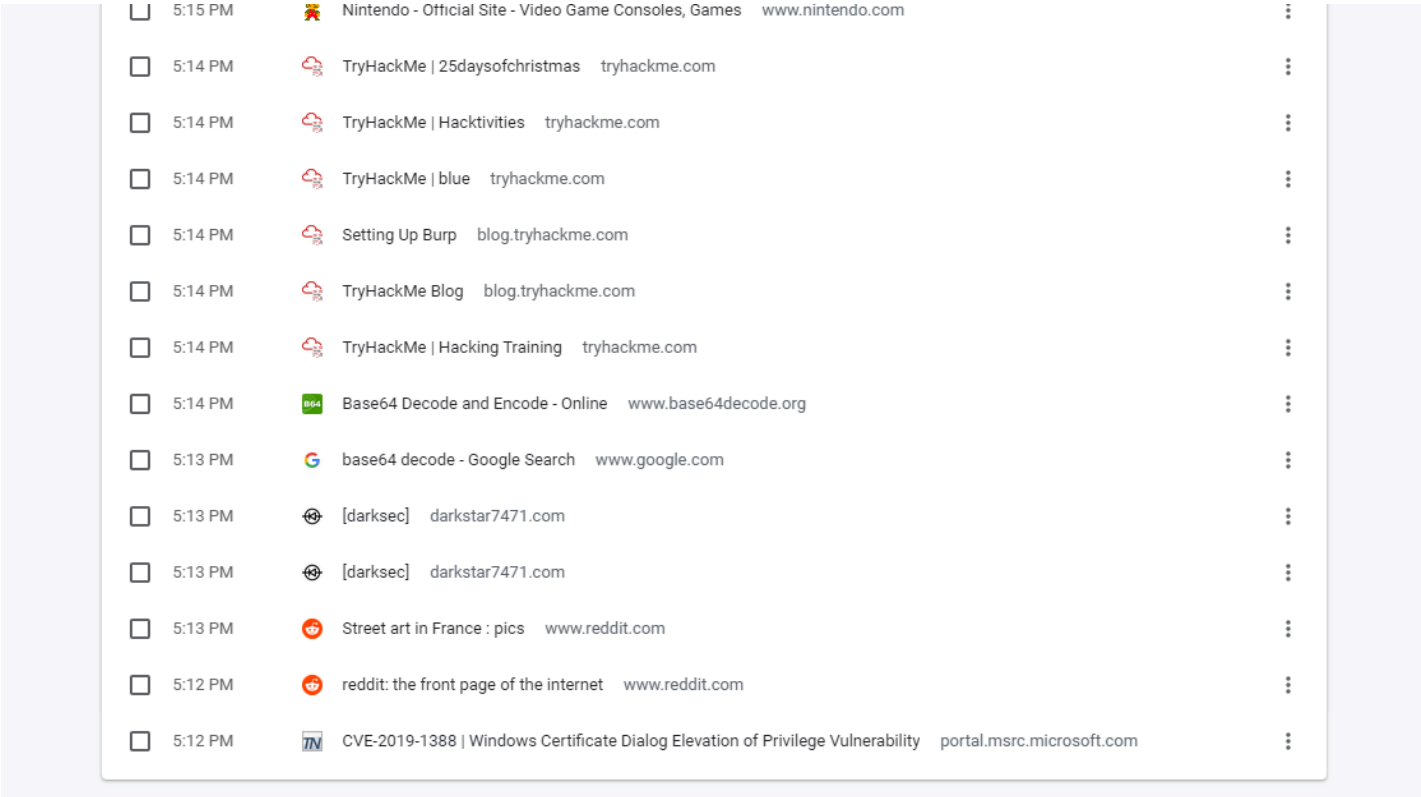 5:15 PM Nintendo - Official Site - Video Game Consoles, Games www.nintendo.com
5:14 PM TryHackMe | 25daysofchristmas tryhackme.com
5:14 PM TryHackMe | Hacktivities tryhackme.com
5:14 PM TryHackMe | blue tryhackme.com
5:14 PM Setting Up Burp blog.tryhackme.com
5:14 PM TryHackMe Blog blog.tryhackme.com
5:14 PM TryHackMe | Hacking Training tryhackme.com
5:14 PM B64 Base64 Decode and Encode - Online www.base64decode.org
5:13 PM G base64 decode - Google Search www.google.com
5:13 PM [darksec] darkstar7471.com
5:13 PM [darksec] darkstar7471.com
5:13 PM Street art in France : pics www.reddit.com
5:12 PM reddit: the front page of the internet www.reddit.com
5:12 PM TN CVE-2019-1388 | Windows Certificate Dialog Elevation of Privilege Vulnerability portal.msrc.microsoft.com